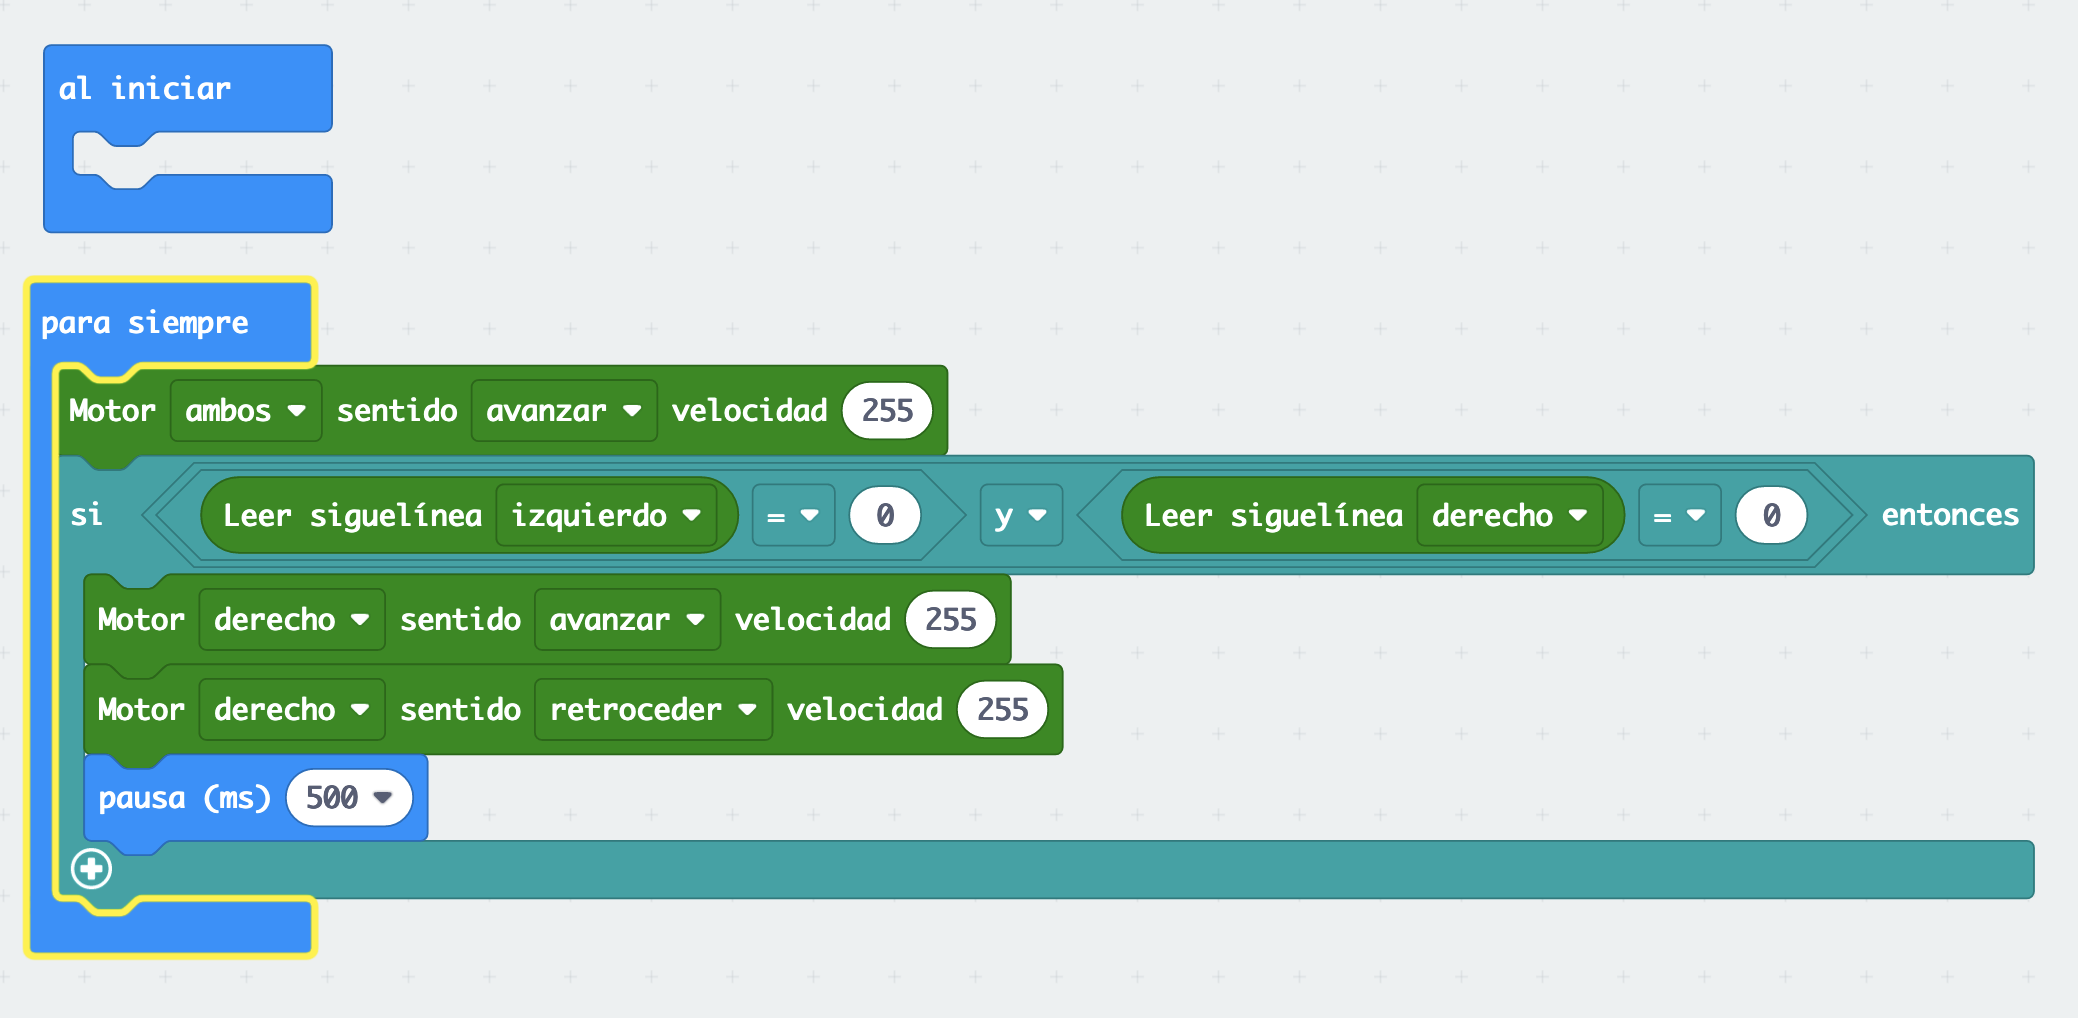 al iniciar
para siempre
Motor ambos sentido avanzar velocidad 255
si Leer siguelínea izquierdo = 0 y Leer siguelínea derecho = 0 entonces
Motor derecho sentido avanzar velocidad 255
Motor derecho sentido retroceder velocidad 255
pausa (ms) 500